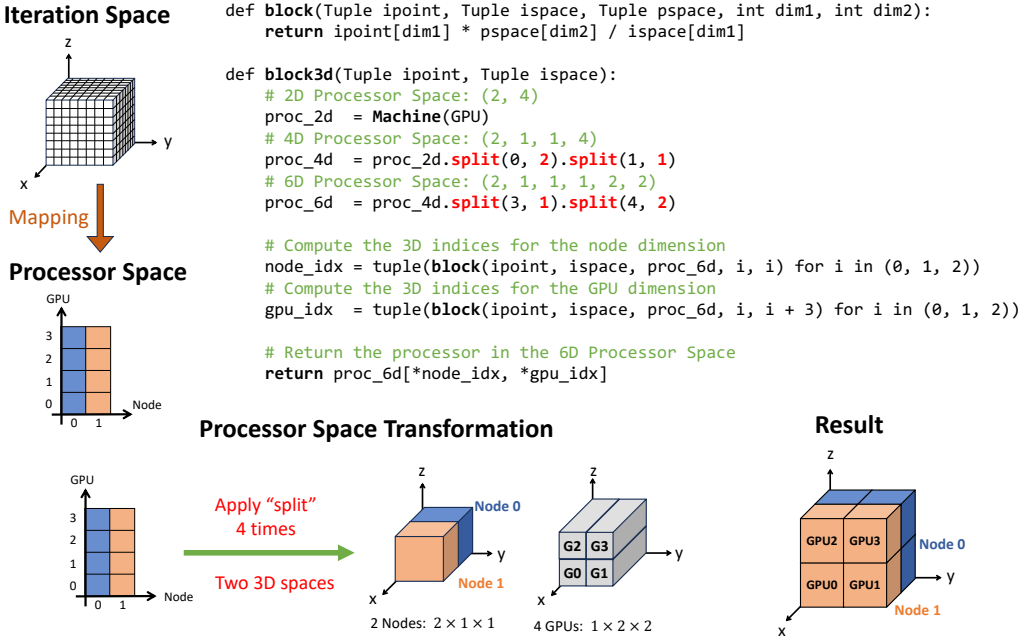 Iteration Space
z
y
x
Mapping
Processor Space
GPU
3
2
1
0
0 1
Node
def block(Tuple ipoint, Tuple ispace, Tuple pspace, int dim1, int dim2):
return ipoint[dim1] * pspace[dim2] / ispace[dim1]
def block3d(Tuple ipoint, Tuple ispace):
# 2D Processor Space: (2, 4)
proc_2d = Machine(GPU)
# 4D Processor Space: (2, 1, 1, 4)
proc_4d = proc_2d.split(0, 2).split(1, 1)
# 6D Processor Space: (2, 1, 1, 1, 2, 2)
proc_6d = proc_4d.split(3, 1).split(4, 2)
# Compute the 3D indices for the node dimension
node_idx = tuple(block(ipoint, ispace, proc_6d, i, i) for i in (0, 1, 2))
# Compute the 3D indices for the GPU dimension
gpu_idx = tuple(block(ipoint, ispace, proc_6d, i, i + 3) for i in (0, 1, 2))
# Return the processor in the 6D Processor Space
return proc_6d[*node_idx, *gpu_idx]
Processor Space Transformation
GPU
3
2
1
0
0 1
Node
Apply “split”
4 times
Two 3D spaces
z
Node 0
y
Node 1
x
2 Nodes: 2 × 1 × 1
z
G2 G3
G0 G1
y
x
4 GPUs: 1 × 2 × 2
Result
z
GPU2 GPU3
Node 0
GPU0 GPU1
y
Node 1
x